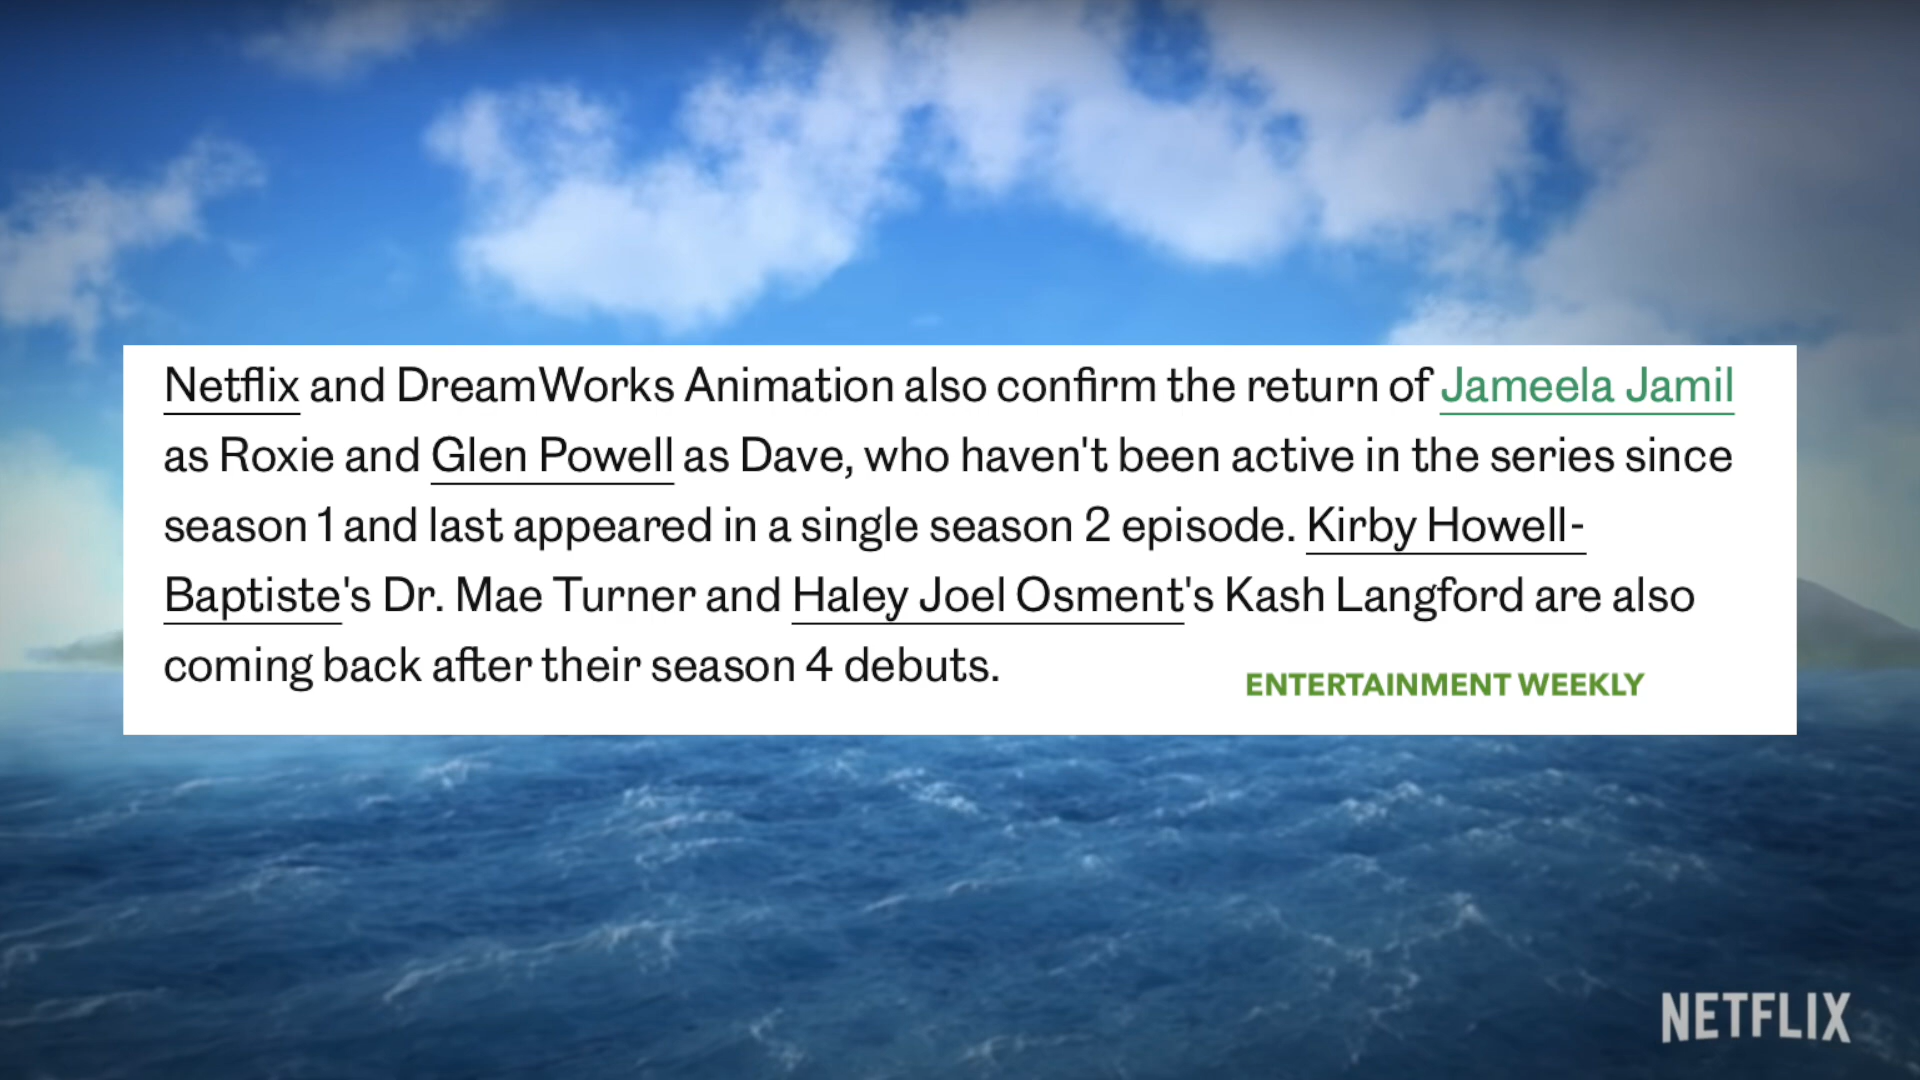 Netflix and DreamWorks Animation also confirm the return of Jameela Jamil
as Roxie and Glen Powell as Dave, who haven't been active in the series since
season 1 and last appeared in a single season 2 episode. Kirby Howell-
Baptiste's Dr. Mae Turner and Haley Joel Osment's Kash Langford are also
coming back after their season 4 debuts.
ENTERTAINMENT WEEKLY
NETFLIX